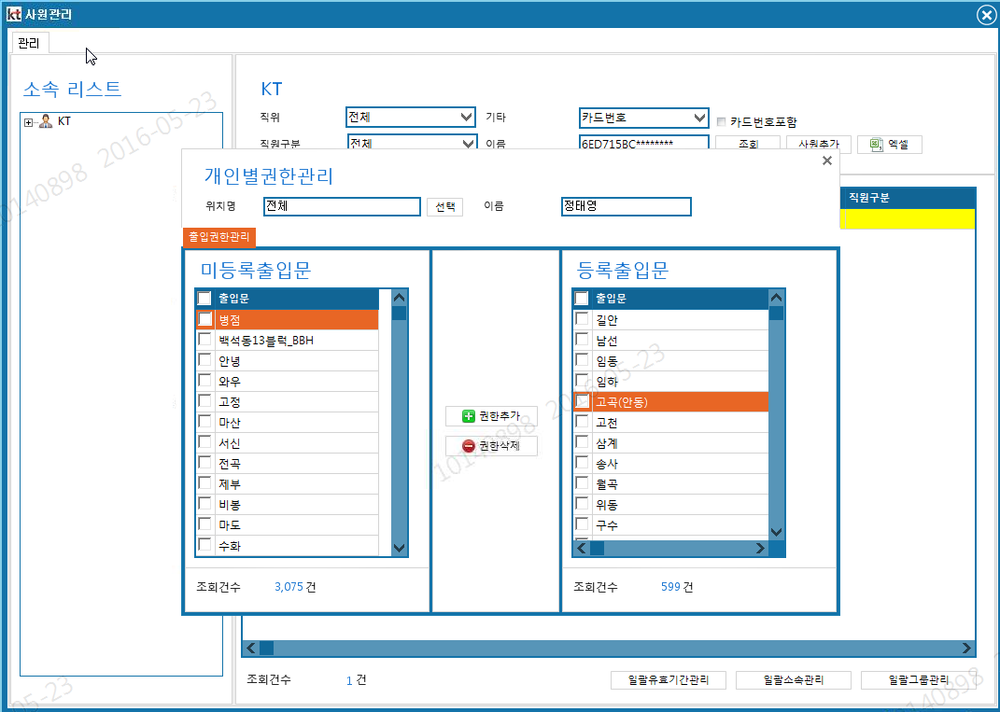 kt 사원관리
관리
소속 리스트
KT
KT
직위 전체 기타 카드번호 카드번호포함
직원구분 전체 이름 6ED715BC******** 조회 사원추가 엑셀
개인별권한관리
위치명 전체 선택 이름 정태영
직원구분
출입권한관리
미등록출입문
출입문
병점
백석동13블럭_BBH
안녕
와우
고정
마산
서신
전곡
제부
비봉
마도
수화
권한추가
권한삭제
등록출입문
출입문
길안
남선
임동
임하
고곡(안동)
고천
삼계
송사
월곡
위동
구수
조회건수 3,075 건
조회건수 599 건
조회건수 1 건
일괄유효기간관리 일괄소속관리 일괄그룹관리
10140898 2016-05-23
10140898 2016-05-23
05-23
140898